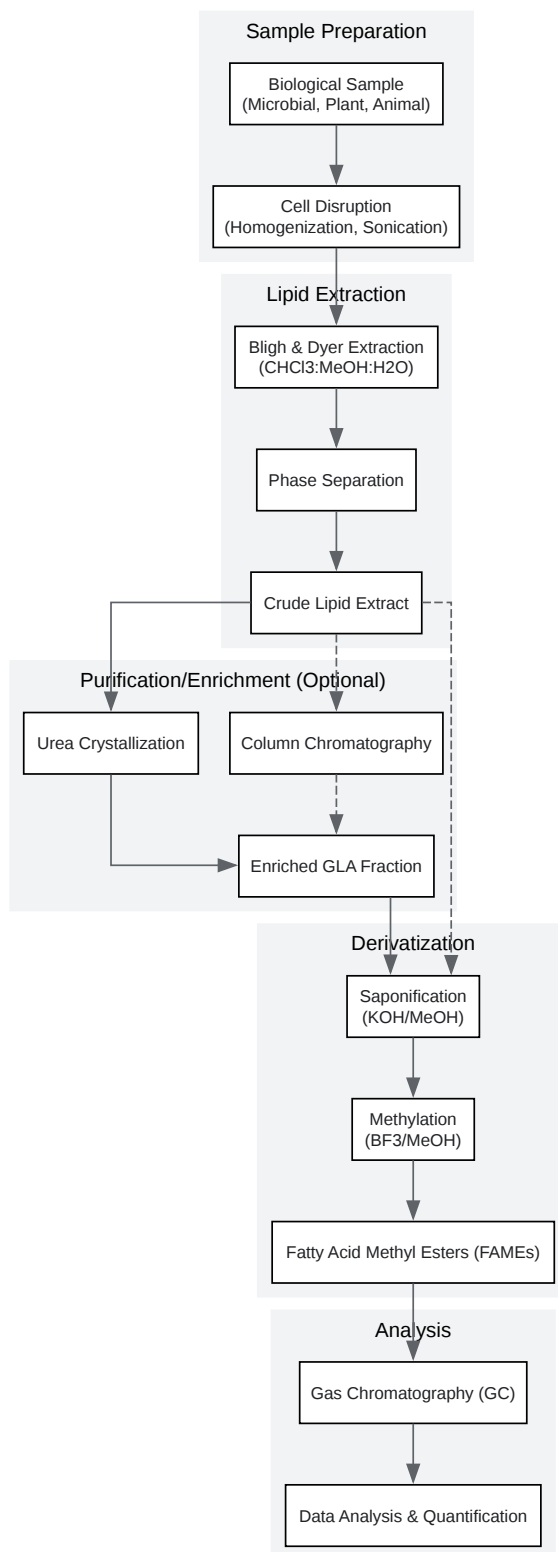 Sample Preparation
Biological Sample
(Microbial, Plant, Animal)
Cell Disruption
(Homogenization, Sonication)
Lipid Extraction
Bligh & Dyer Extraction
(CHCl3:MeOH:H2O)
Phase Separation
Crude Lipid Extract
Purification/Enrichment (Optional)
Urea Crystallization
Column Chromatography
Enriched GLA Fraction
Derivatization
Saponification
(KOH/MeOH)
Methylation
(BF3/MeOH)
Fatty Acid Methyl Esters (FAMEs)
Analysis
Gas Chromatography (GC)
Data Analysis & Quantification